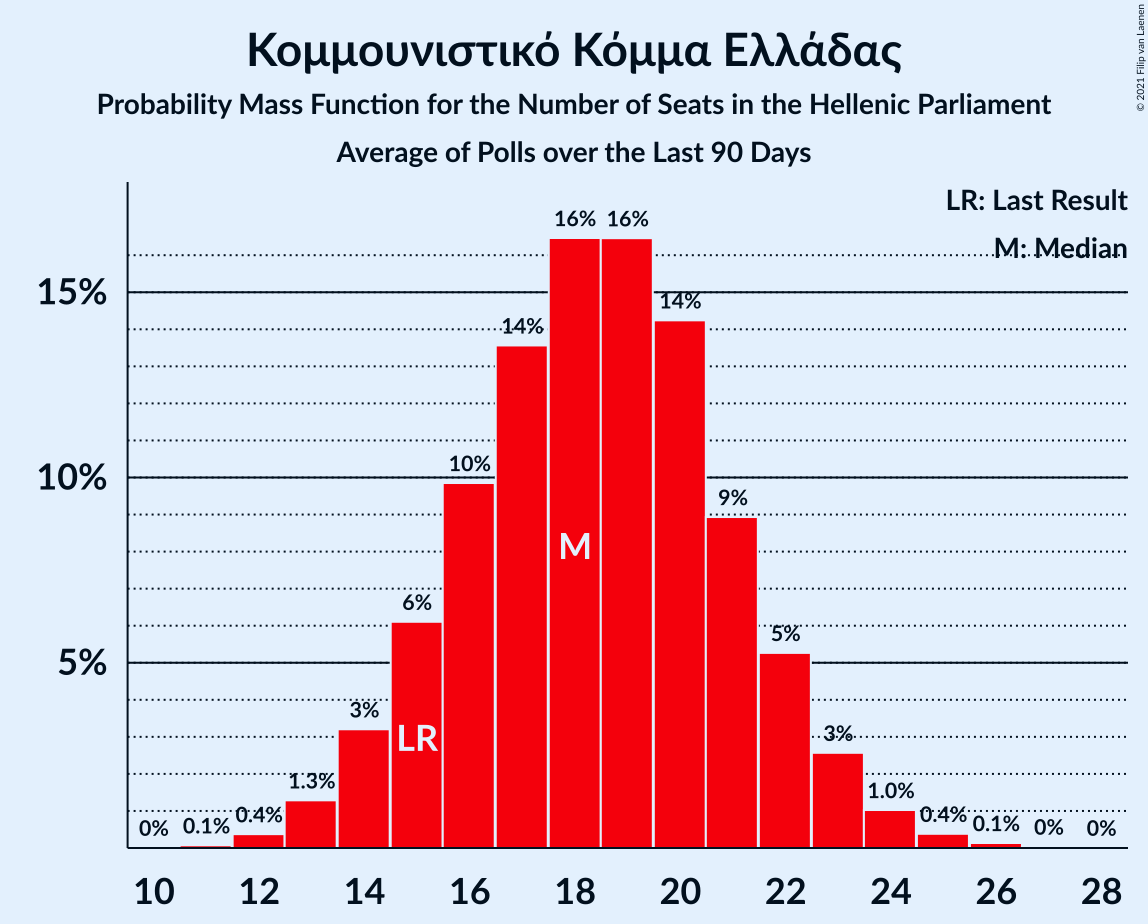 Κομμουνιστικό Κόμμα Ελλάδας
Probability Mass Function for the Number of Seats in the Hellenic Parliament
Average of Polls over the Last 90 Days
© 2021 Filip van Laenen
LR: Last Result
M: Median
15%
10%
5%
0%
0.1%
0.4%
1.3%
3%
6%
10%
14%
16%
16%
14%
9%
5%
3%
1.0%
0.4%
0.1%
0%
0%
LR
M
10 12 14 16 18 20 22 24 26 28